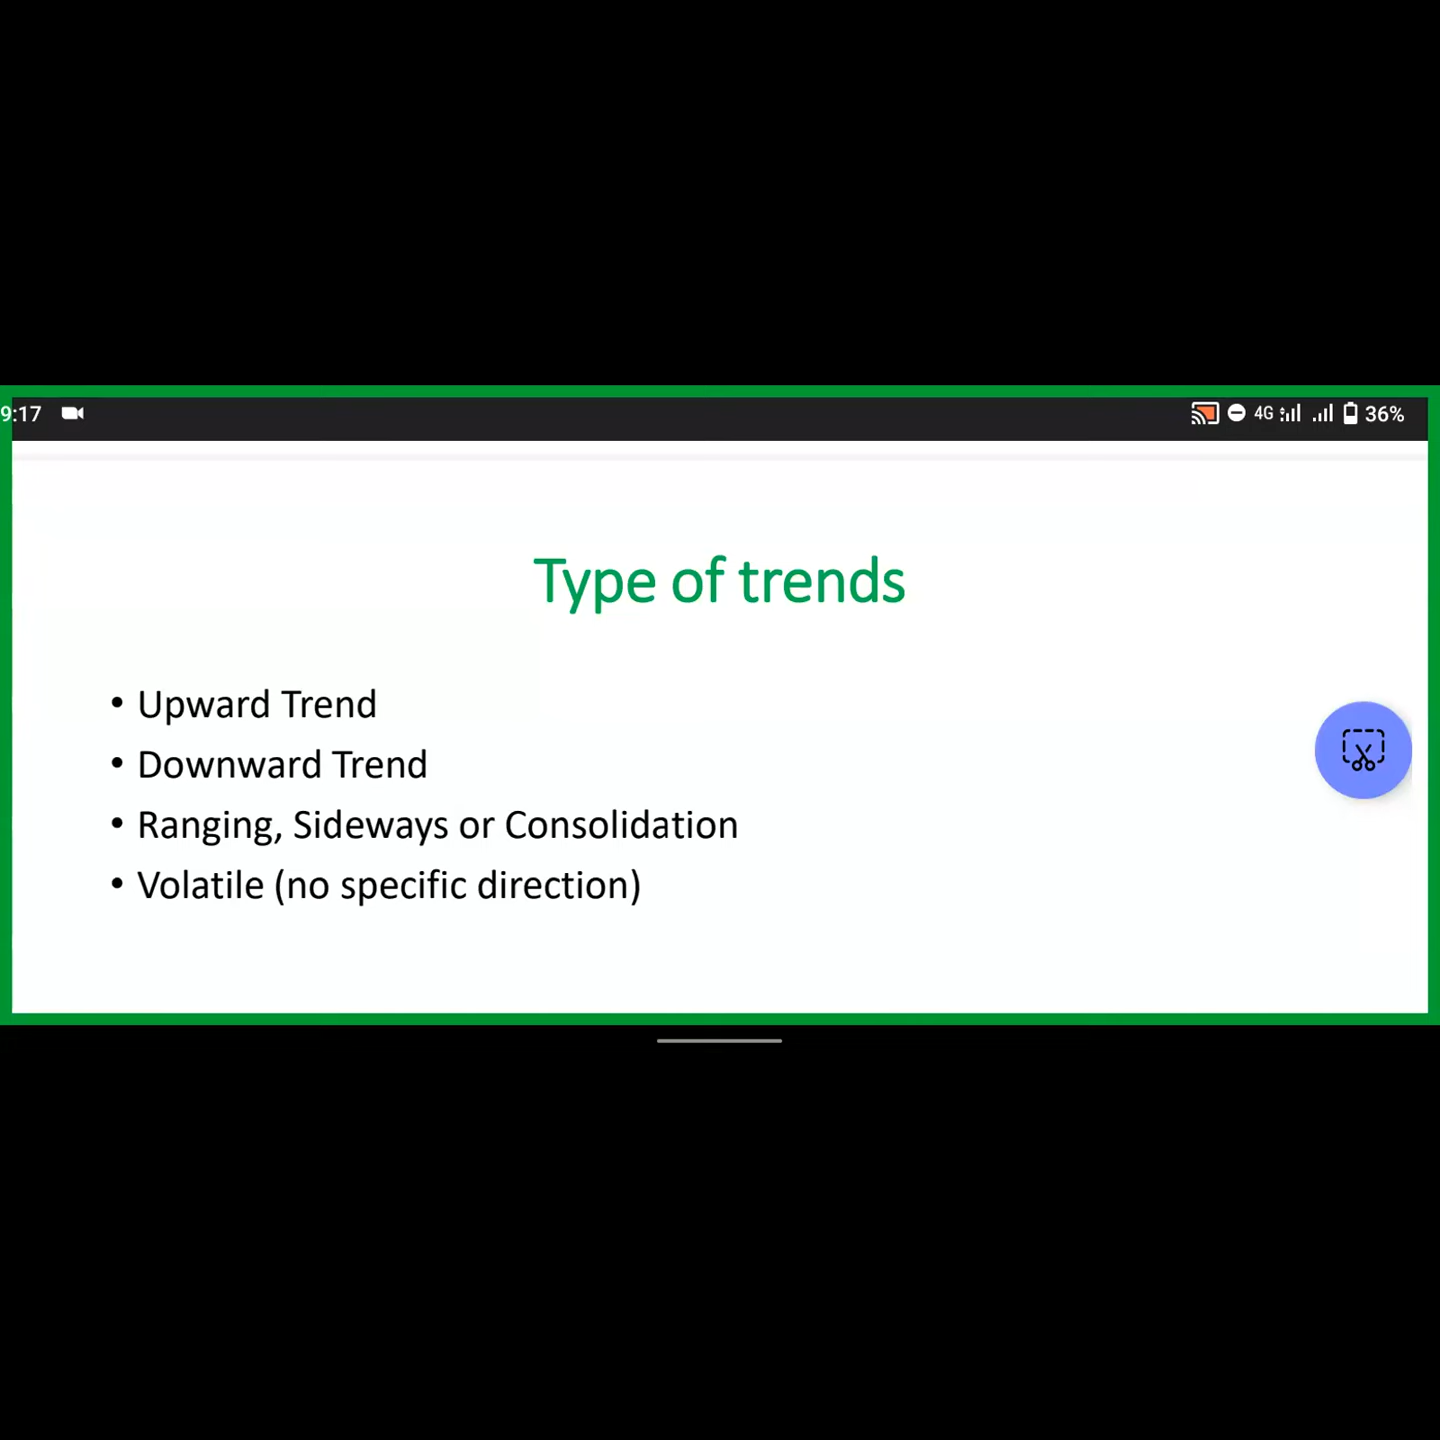 9:17
4G 36%
Type of trends
• Upward Trend
• Downward Trend
• Ranging, Sideways or Consolidation
• Volatile (no specific direction)